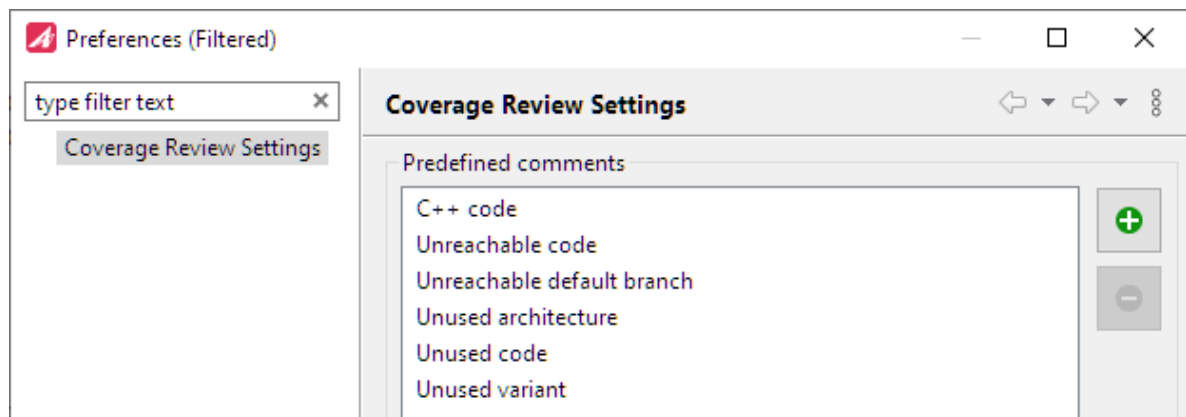 Preferences (Filtered)
type filter text
Coverage Review Settings
Coverage Review Settings
Predefined comments
C++ code
Unreachable code
Unreachable default branch
Unused architecture
Unused code
Unused variant